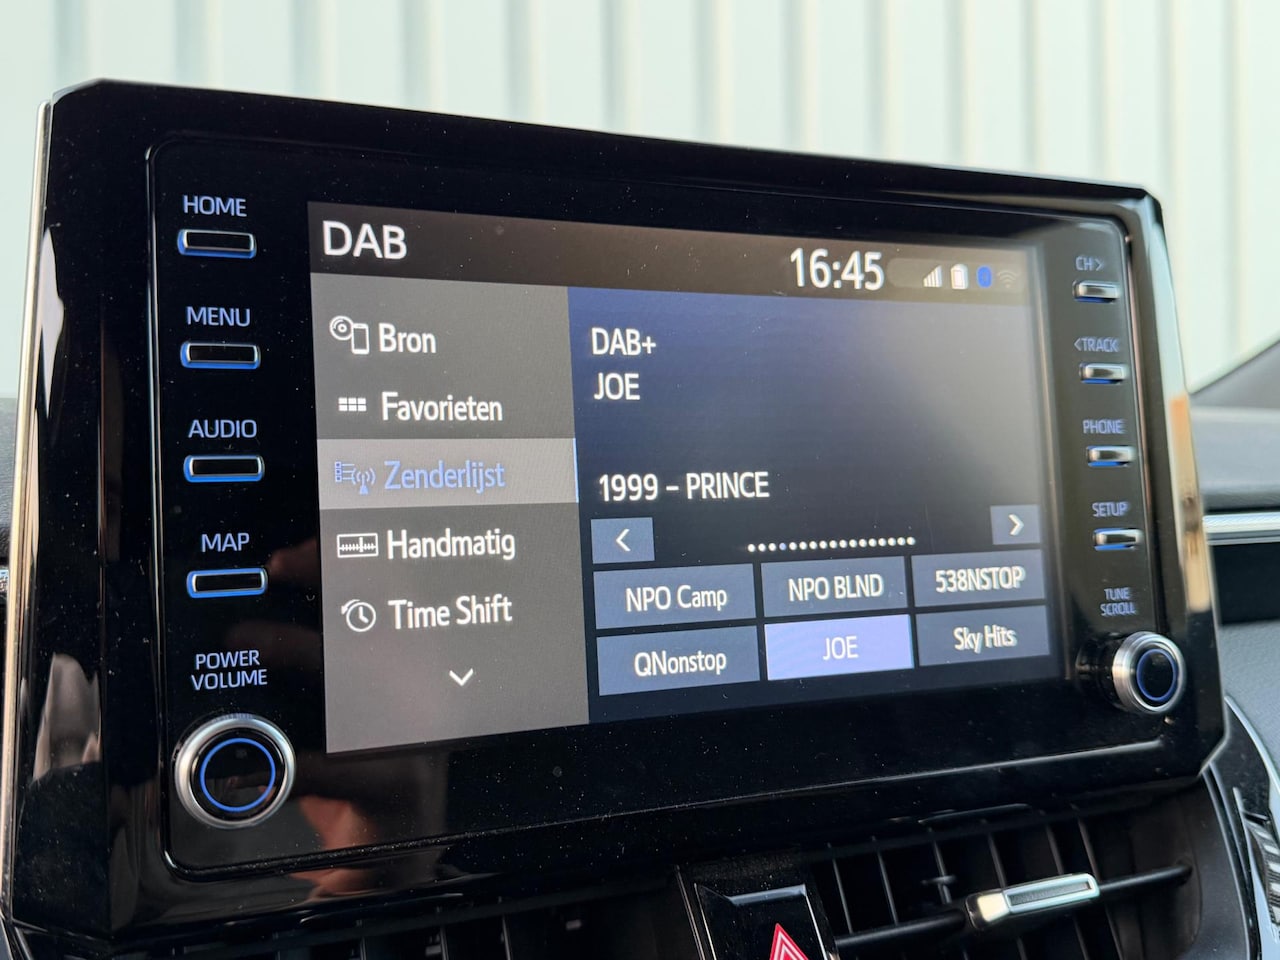 HOME
MENU
AUDIO
MAP
POWER
VOLUME
DAB
16:45
Bron
Favorieten
Zenderlijst
Handmatig
Time Shift
DAB+
JOE
1999 – PRINCE
NPO Camp
NPO BLND
538NSTOP
QNonstop
JOE
Sky Hits
CH>
<TRACK
PHONE
SETUP
TUNE
SCROLL